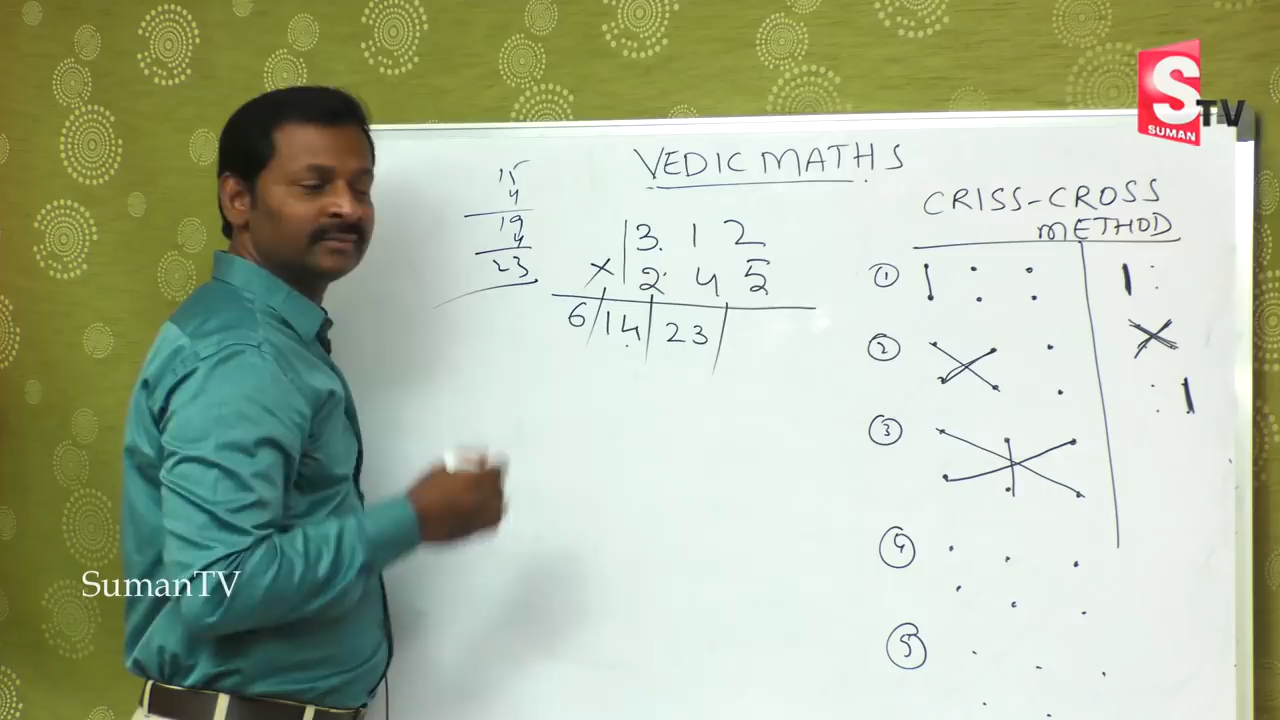 S TV
SUMAN
VEDIC MATHS
15
4
19
4
23
3. 1 2
× 2 4 5
6/14/23/
CRISS-CROSS
METHOD
①
②
③
④
⑤
SumanTV